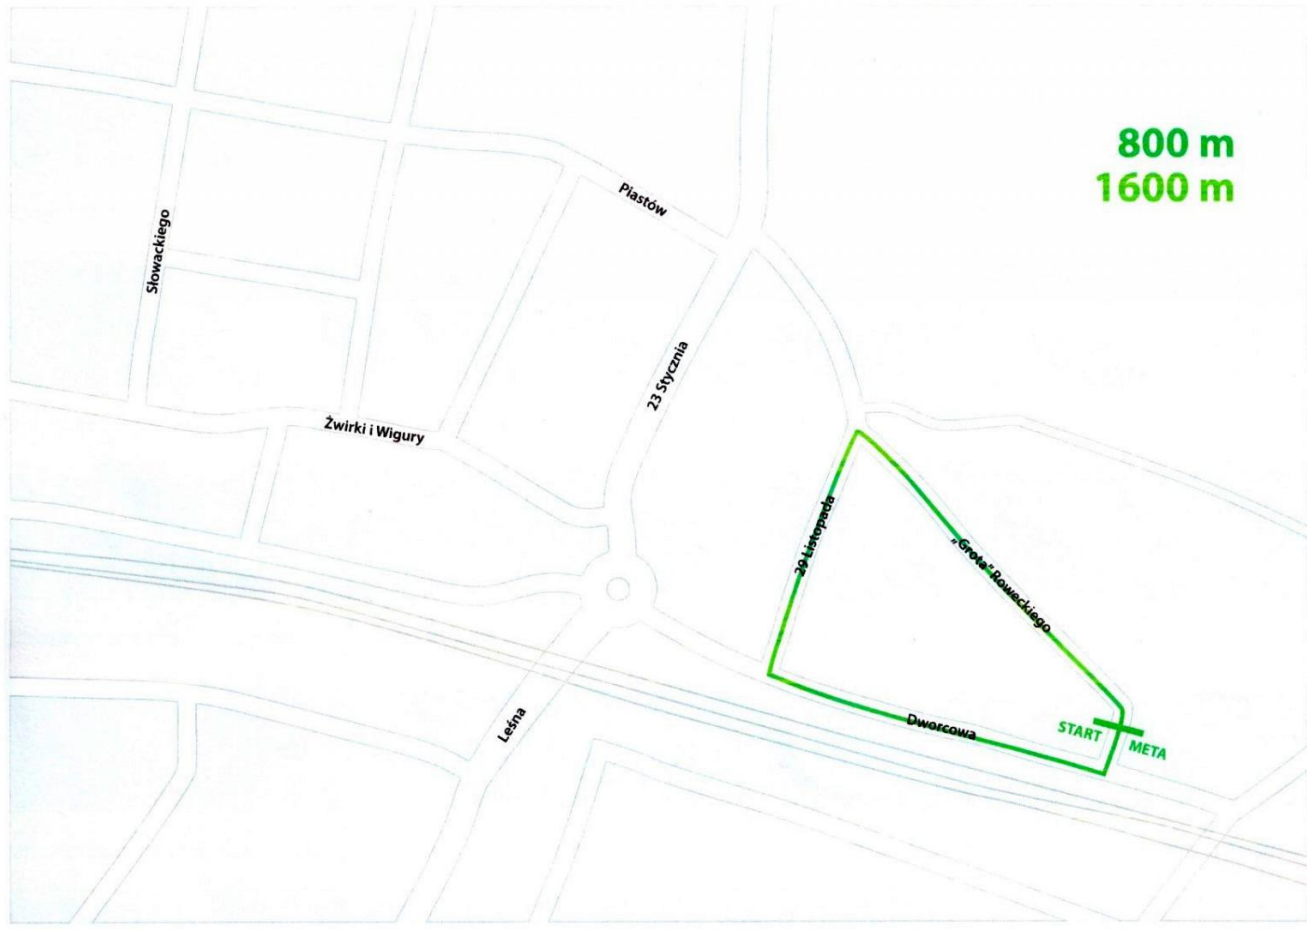 800 m
1600 m
Piastów
Słowackiego
23 Stycznia
Żwirki i Wigury
29 Listopada
„Grota” Roweckiego
Leśna
Dworcowa
START
META